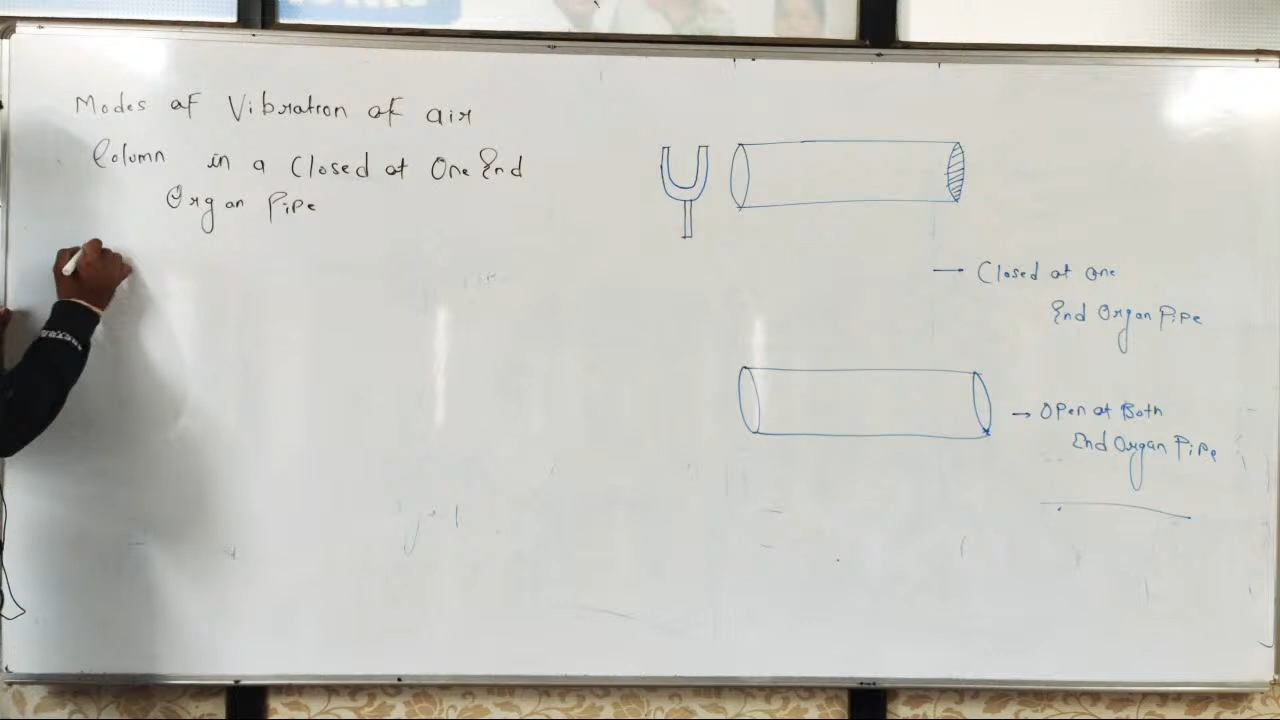 Modes of Vibration of air
Column in a Closed at One End
Organ Pipe
Closed at one
End Organ Pipe
Open at Both
End Organ Pipe